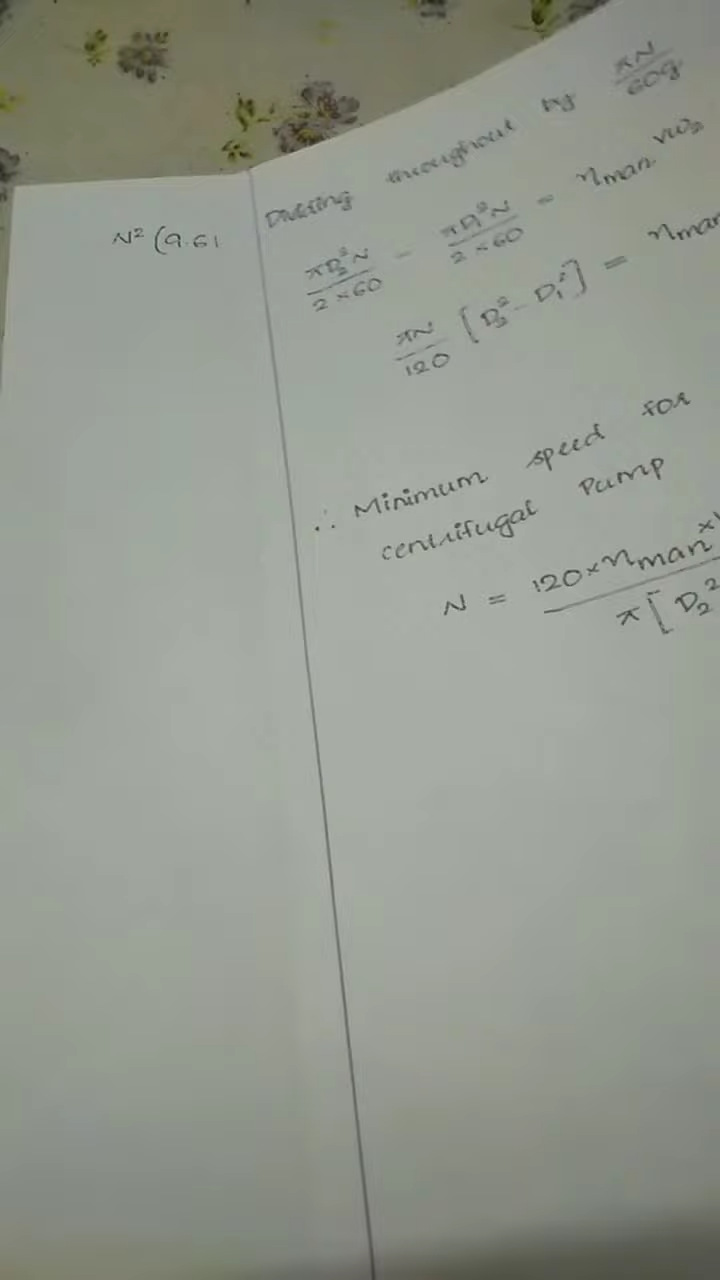 N² (9.61
Dividing throughout by πN/60g
πD₂²N/2×60 - πD₁²N/2×60 = ηman Vw₂
πN/120 [D₂² - D₁²] = ηman
∴ Minimum speed for
centrifugal Pump
N = 120×ηman×V/π[D₂²